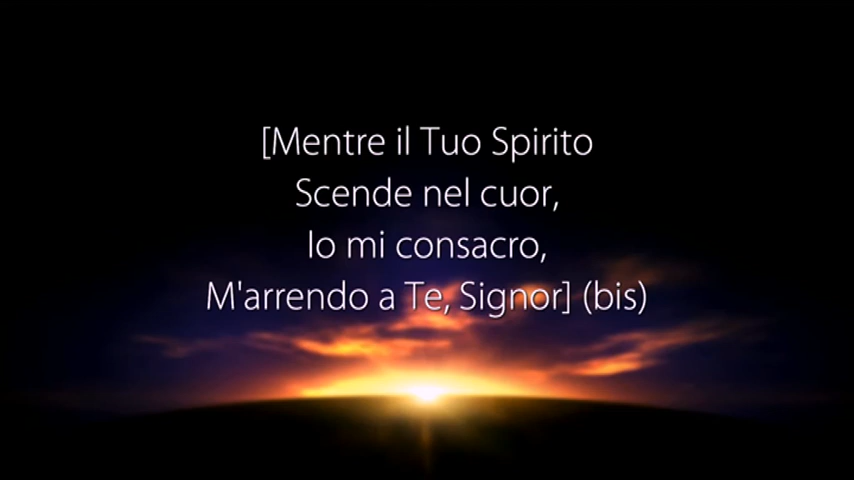 [Mentre il Tuo Spirito
Scende nel cuor,
Io mi consacro,
M'arrendo a Te, Signor] (bis)